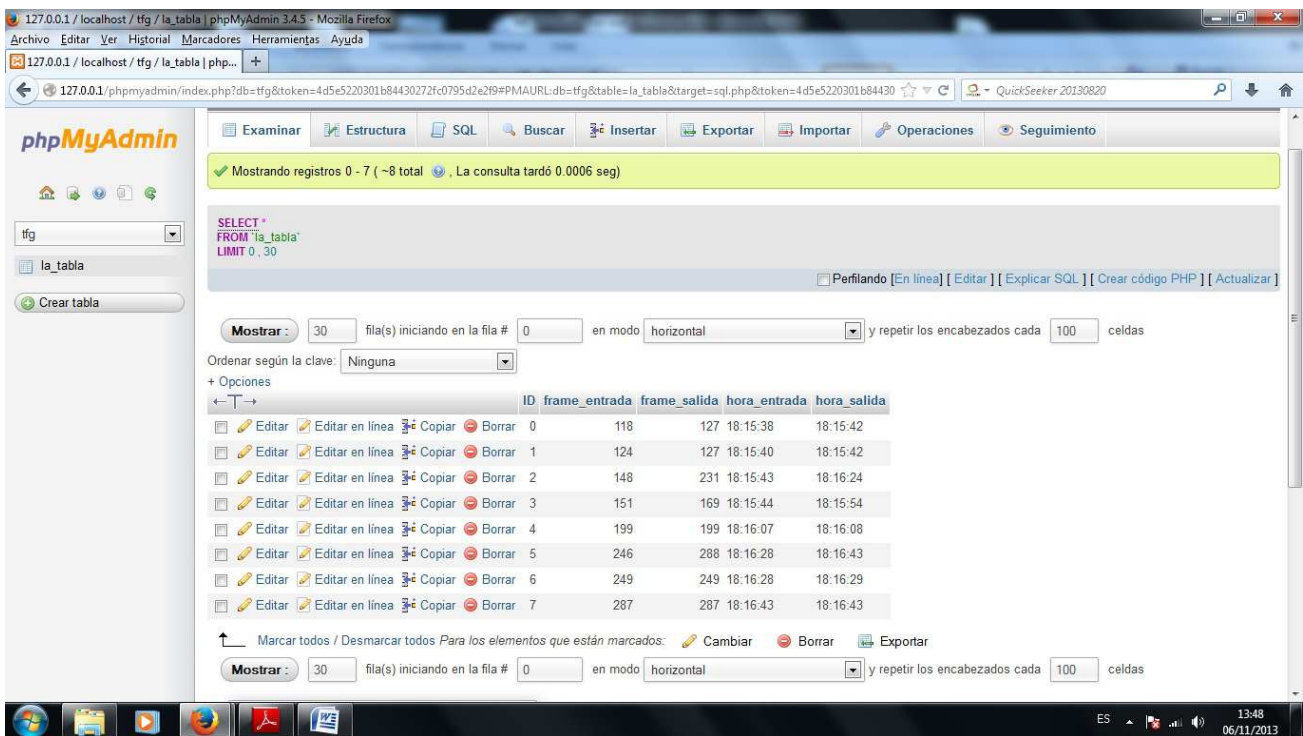 127.0.0.1 / localhost / tfg / la_tabla | phpMyAdmin 3.4.5 - Mozilla Firefox
Archivo Editar Ver Historial Marcadores Herramientas Ayuda
127.0.0.1 / localhost / tfg / la_tabla | php...
127.0.0.1/phpmyadmin/index.php?db=tfg&token=4d5e5220301b84430272fc0795d2e2f9#PMAURL:db=tfg&table=la_tabla&target=sql.php&token=4d5e5220301b84430 QuickSeeker 20130820
phpMyAdmin
tfg
la_tabla
Crear tabla
Examinar Estructura SQL Buscar Insertar Exportar Importar Operaciones Seguimiento
Mostrando registros 0 - 7 ( ~8 total , La consulta tardó 0.0006 seg)
SELECT *
FROM `la_tabla`
LIMIT 0 , 30
Perfilando [En línea] [ Editar ] [ Explicar SQL ] [ Crear código PHP ] [ Actualizar ]
Mostrar : 30 fila(s) iniciando en la fila # 0 en modo horizontal y repetir los encabezados cada 100 celdas
Ordenar según la clave: Ninguna
+ Opciones
←T→ ID frame_entrada frame_salida hora_entrada hora_salida
Editar Editar en línea Copiar Borrar 0 118 127 18:15:38 18:15:42
Editar Editar en línea Copiar Borrar 1 124 127 18:15:40 18:15:42
Editar Editar en línea Copiar Borrar 2 148 231 18:15:43 18:16:24
Editar Editar en línea Copiar Borrar 3 151 169 18:15:44 18:15:54
Editar Editar en línea Copiar Borrar 4 199 199 18:16:07 18:16:08
Editar Editar en línea Copiar Borrar 5 246 288 18:16:28 18:16:43
Editar Editar en línea Copiar Borrar 6 249 249 18:16:28 18:16:29
Editar Editar en línea Copiar Borrar 7 287 287 18:16:43 18:16:43
Marcar todos / Desmarcar todos Para los elementos que están marcados: Cambiar Borrar Exportar
Mostrar : 30 fila(s) iniciando en la fila # 0 en modo horizontal y repetir los encabezados cada 100 celdas
ES 13:48
06/11/2013